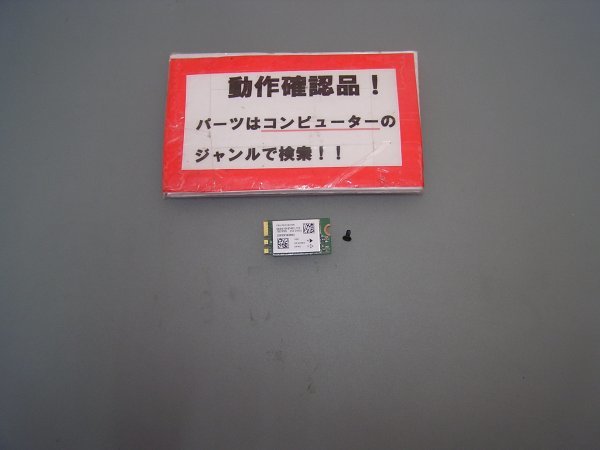 動作確認品！
パーツはコンピューターの
ジャンルで検索！！